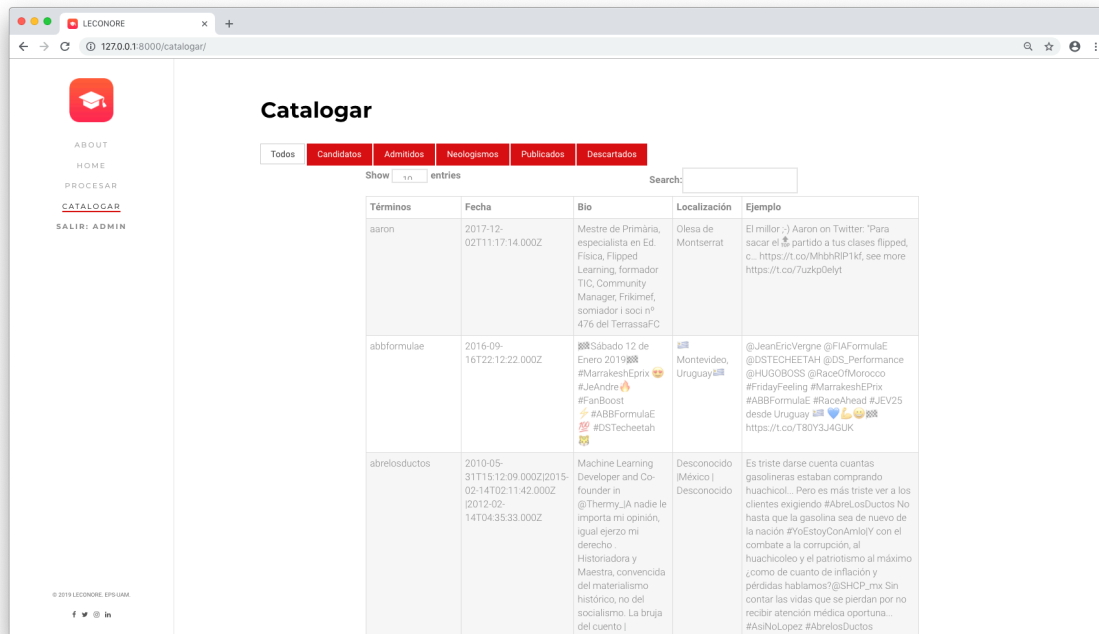 LECONORE
127.0.0.1:8000/catalogar/
ABOUT
HOME
PROCESAR
CATALOGAR
SALIR: ADMIN
© 2019 LECONORE. EPS-UAM.
Catalogar
Todos Candidatos Admitidos Neologismos Publicados Descartados
Show 10 entries
Search:
Términos Fecha Bio Localización Ejemplo
aaron
2017-12-
02T11:17:14.000Z
Mestre de Primària,
especialista en Ed.
Física, Flipped
Learning, formador
TIC, Community
Manager, Frikimef,
somiador i soci nº
476 del TerrassaFC
Olesa de
Montserrat
El millor ;-) Aaron on Twitter: "Para
sacar el 🔝 partido a tus clases flipped,
c... https://t.co/MhbhRlP1kf, see more
https://t.co/7uzkp0elyt
abbformulae
2016-09-
16T22:12:22.000Z
🏁Sábado 12 de
Enero 2019🏁
#MarrakeshEprix 😍
#JeAndre🔥
#FanBoost
⚡#ABBFormulaE
💯 #DSTecheetah
🐯
🇺🇾
Montevideo,
Uruguay🇺🇾
@JeanEricVergne @FIAFormulaE
@DSTECHEETAH @DS_Performance
@HUGOBOSS @RaceOfMorocco
#FridayFeeling #MarrakeshEPrix
#ABBFormulaE #RaceAhead #JEV25
desde Uruguay 🇺🇾 💙💪😄🏁
https://t.co/T80Y3J4GUK
abrelosductos
2010-05-
31T15:12:09.000Z|2015-
02-14T02:11:42.000Z
|2012-02-
14T04:35:33.000Z
Machine Learning
Developer and Co-
founder in
@Thermy_|A nadie le
importa mi opinión,
igual ejerzo mi
derecho .
Historiadora y
Maestra, convencida
del materialismo
histórico, no del
socialismo. La bruja
del cuento |
Desconocido
|México |
Desconocido
Es triste darse cuenta cuantas
gasolineras estaban comprando
huachicol... Pero es más triste ver a los
clientes exigiendo #AbreLosDuctos No
hasta que la gasolina sea de nuevo de
la nación #YoEstoyConAmlo|Y con el
combate a la corrupción, al
huachicoleo y el patriotismo al máximo
¿como de cuanto de inflación y
pérdidas hablamos?@SHCP_mx Sin
contar las vidas que se pierdan por no
recibir atención médica oportuna...
#AsiNoLopez #AbrelosDuctos